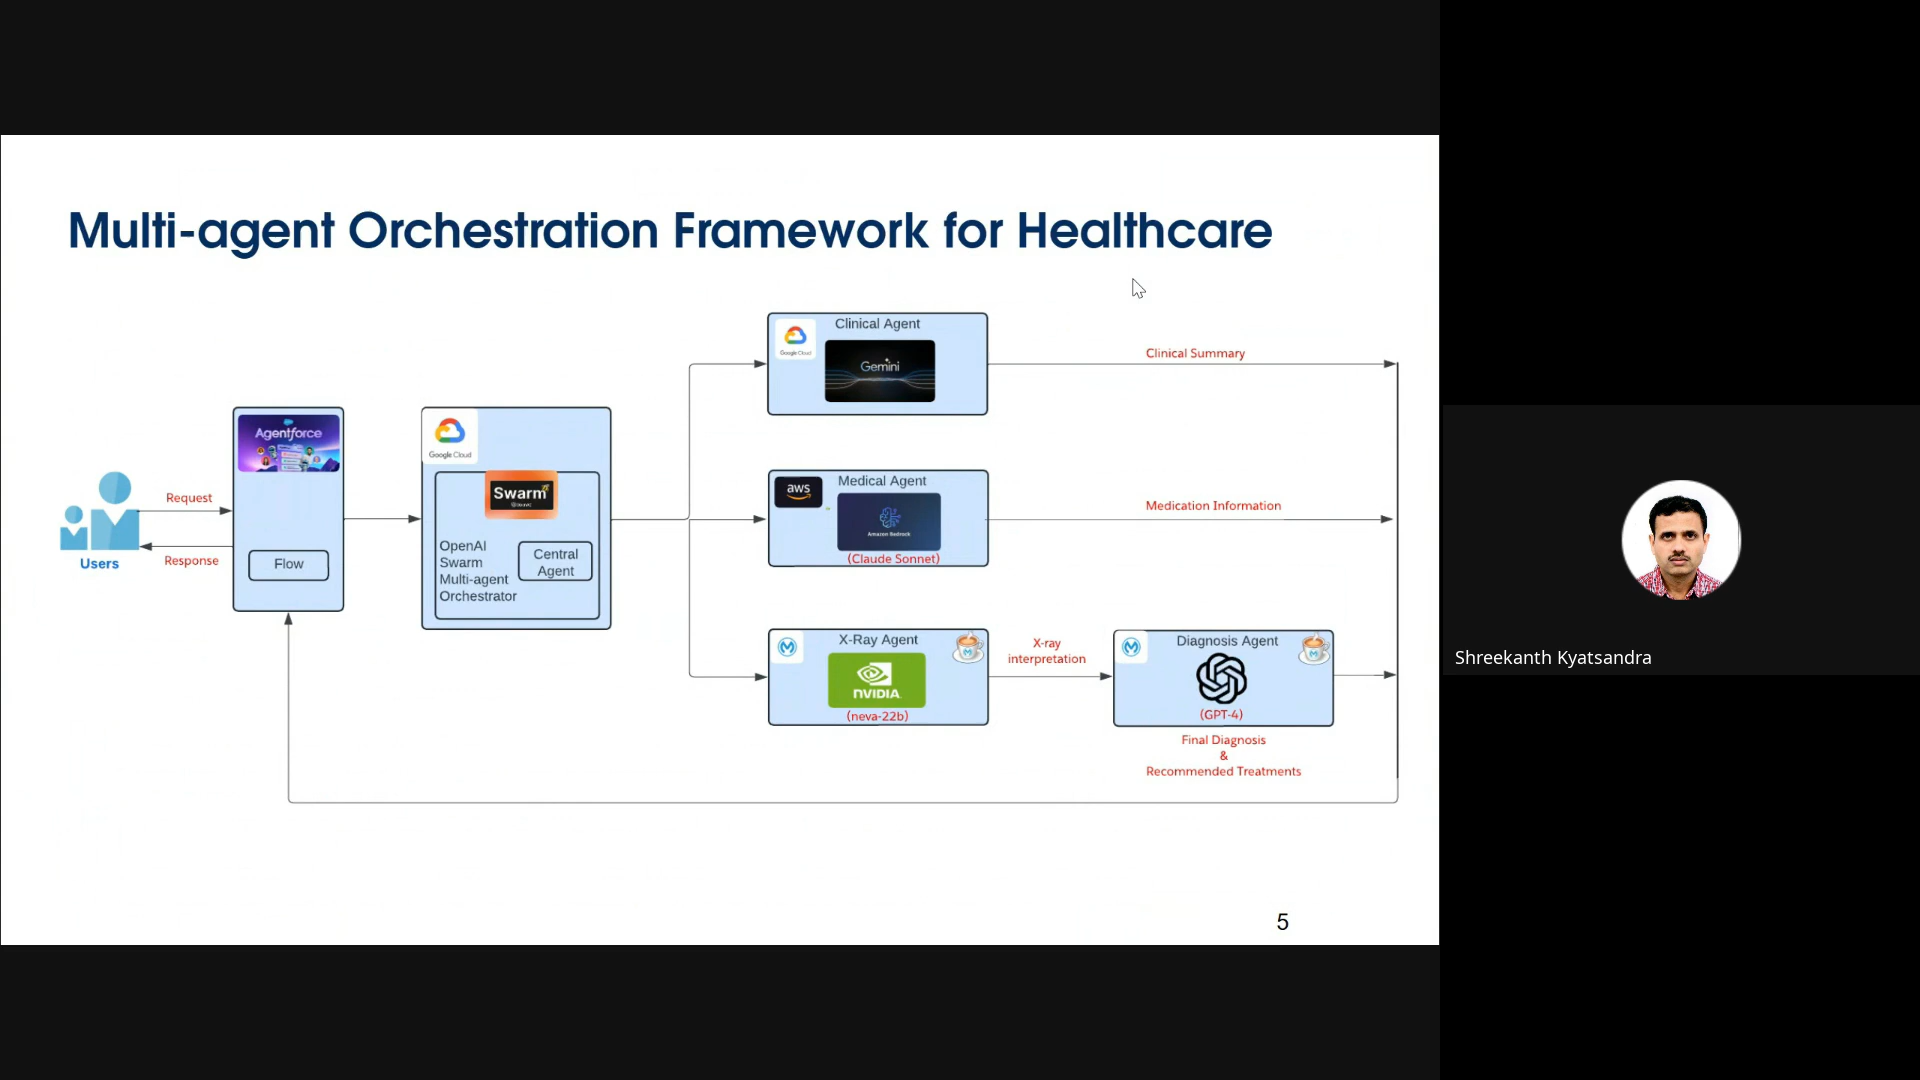 Multi-agent Orchestration Framework for Healthcare
Clinical Agent
Google Cloud
Gemini
Clinical Summary
Agentforce
Google Cloud
Swarm
OpenAI
Swarm
Multi-agent
Orchestrator
Central
Agent
Request
Response
Users
Flow
aws
Medical Agent
Amazon Bedrock
(Claude Sonnet)
Medication Information
X-Ray Agent
NVIDIA
(neva-22b)
X-ray
interpretation
Diagnosis Agent
(GPT-4)
Final Diagnosis
&
Recommended Treatments
5
Shreekanth Kyatsandra